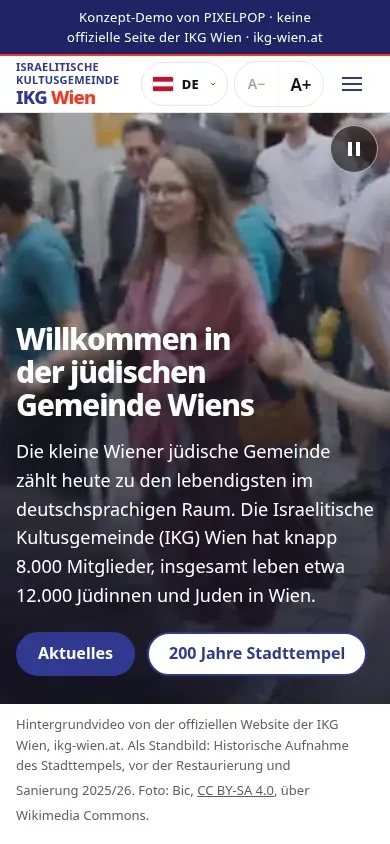 Konzept-Demo von PIXELPOP · keine
offizielle Seite der IKG Wien · ikg-wien.at
ISRAELITISCHE
KULTUSGEMEINDE
IKG Wien
DE
A−
A+
Willkommen in
der jüdischen
Gemeinde Wiens
Die kleine Wiener jüdische Gemeinde
zählt heute zu den lebendigsten im
deutschsprachigen Raum. Die Israelitische
Kultusgemeinde (IKG) Wien hat knapp
8.000 Mitglieder, insgesamt leben etwa
12.000 Jüdinnen und Juden in Wien.
Aktuelles
200 Jahre Stadttempel
Hintergrundvideo von der offiziellen Website der IKG
Wien, ikg-wien.at. Als Standbild: Historische Aufnahme
des Stadttempels, vor der Restaurierung und
Sanierung 2025/26. Foto: Bic, CC BY-SA 4.0, über
Wikimedia Commons.